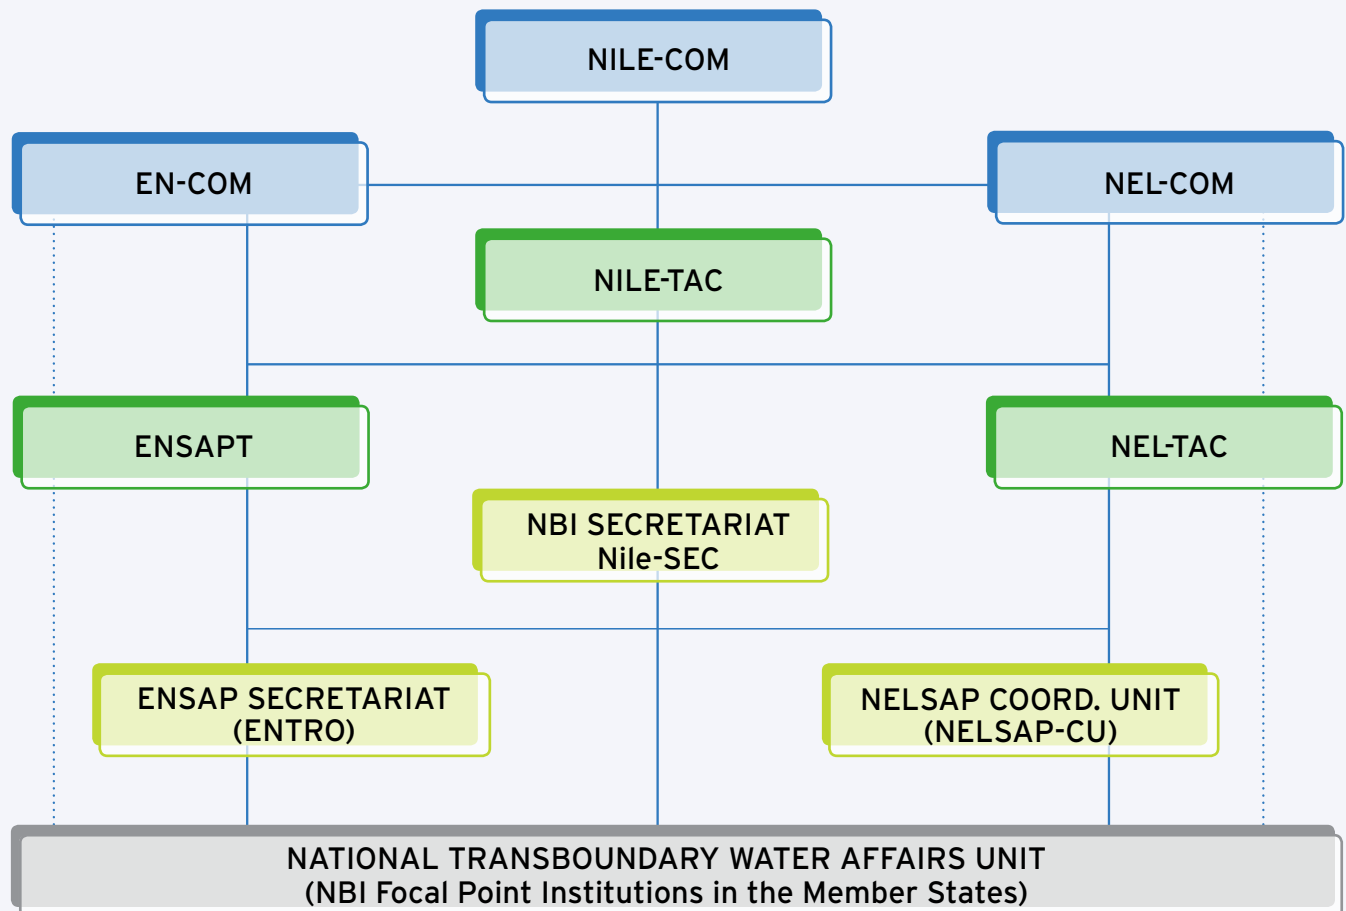 NILE-COM
EN-COM
NEL-COM
NILE-TAC
ENSAPT
NEL-TAC
NBI SECRETARIAT
Nile-SEC
ENSAP SECRETARIAT
(ENTRO)
NELSAP COORD. UNIT
(NELSAP-CU)
NATIONAL TRANSBOUNDARY WATER AFFAIRS UNIT
(NBI Focal Point Institutions in the Member States)